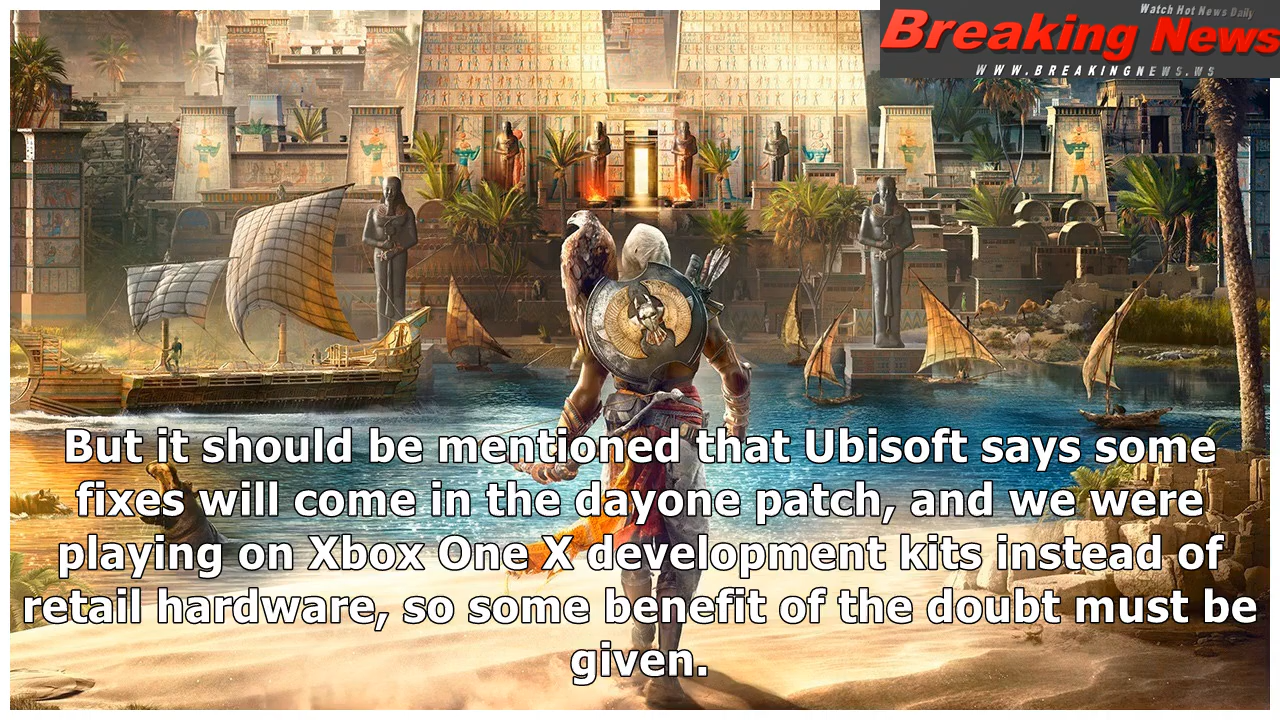 Watch Hot News Daily
Breaking News
WWW.BREAKINGNEWS.WS
But it should be mentioned that Ubisoft says some
fixes will come in the dayone patch, and we were
playing on Xbox One X development kits instead of
retail hardware, so some benefit of the doubt must be
given.